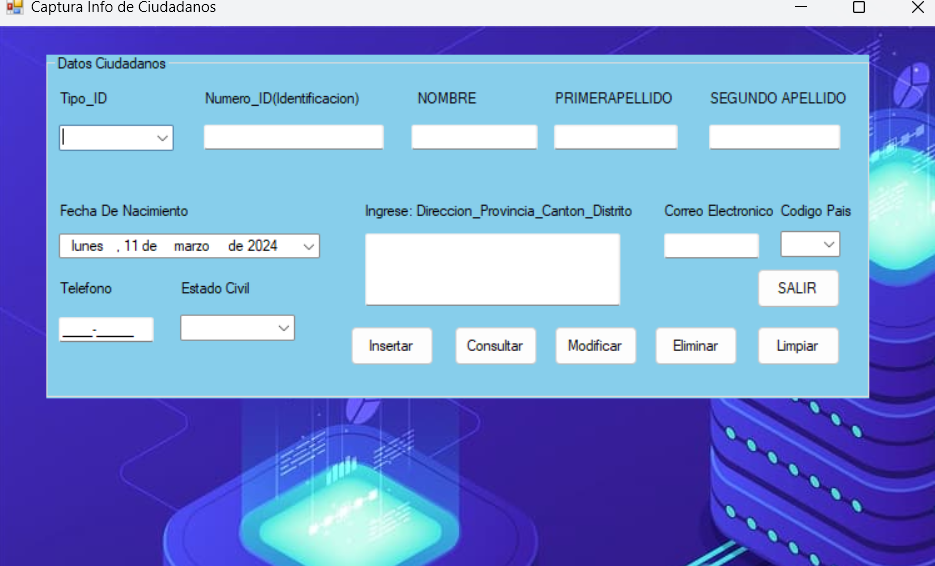 Captura Info de Ciudadanos
Datos Ciudadanos
Tipo_ID Numero_ID(Identificacion) NOMBRE PRIMERAPELLIDO SEGUNDO APELLIDO
Fecha De Nacimiento Ingrese: Direccion_Provincia_Canton_Distrito Correo Electronico Codigo Pais
lunes , 11 de marzo de 2024
Telefono Estado Civil SALIR
____-_____
Insertar Consultar Modificar Eliminar Limpiar